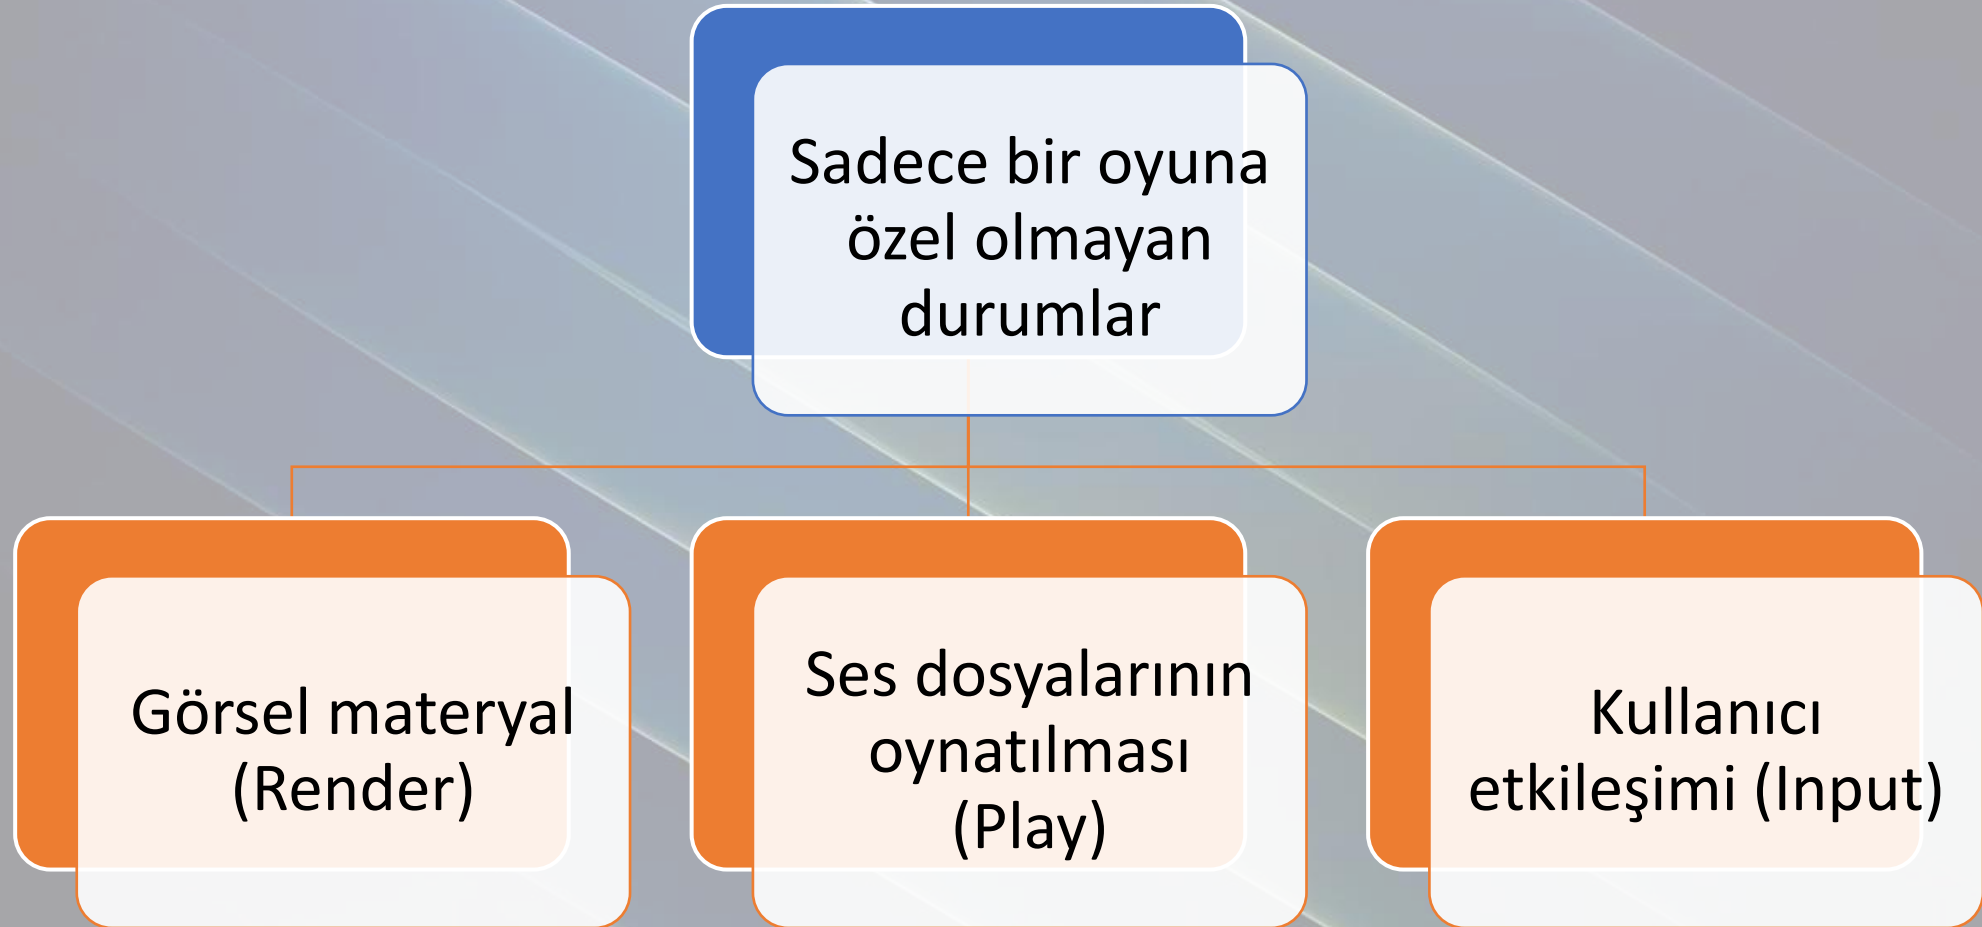 Sadece bir oyuna
özel olmayan
durumlar
Görsel materyal
(Render)
Ses dosyalarının
oynatılması
(Play)
Kullanıcı
etkileşimi (Input)